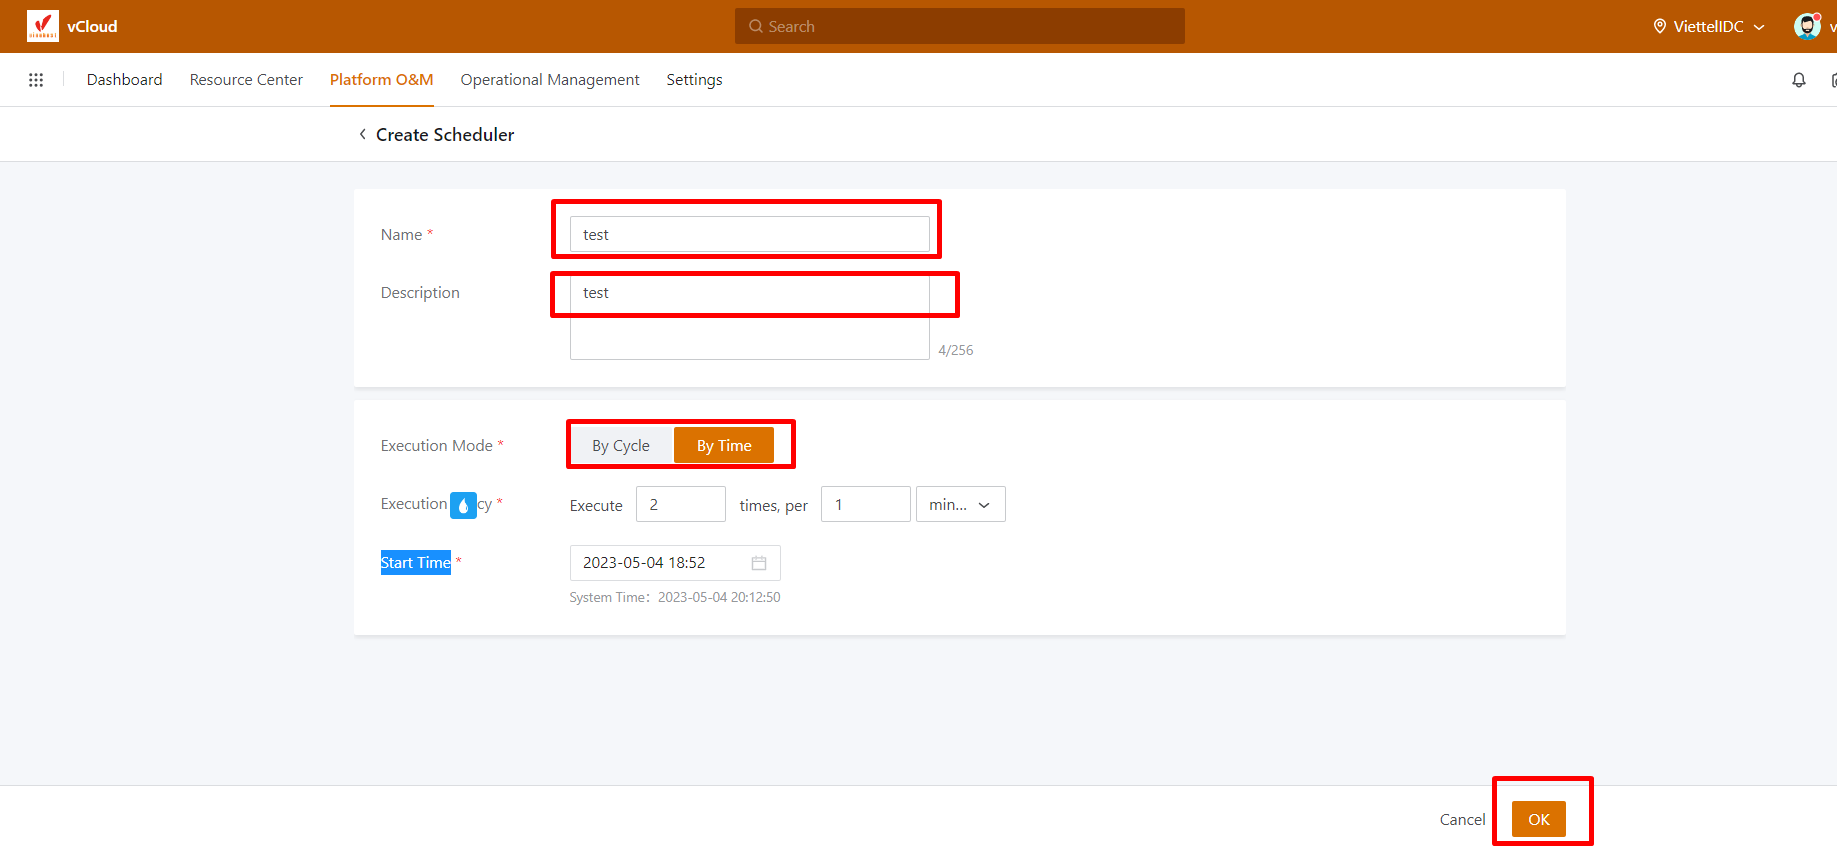 vCloud
Search
ViettelIDC
Dashboard Resource Center Platform O&M Operational Management Settings
Create Scheduler
Name *
test
Description
test
4/256
Execution Mode *
By Cycle By Time
Execution cy *
Execute 2 times, per 1 min...
Start Time *
2023-05-04 18:52
System Time: 2023-05-04 20:12:50
Cancel OK